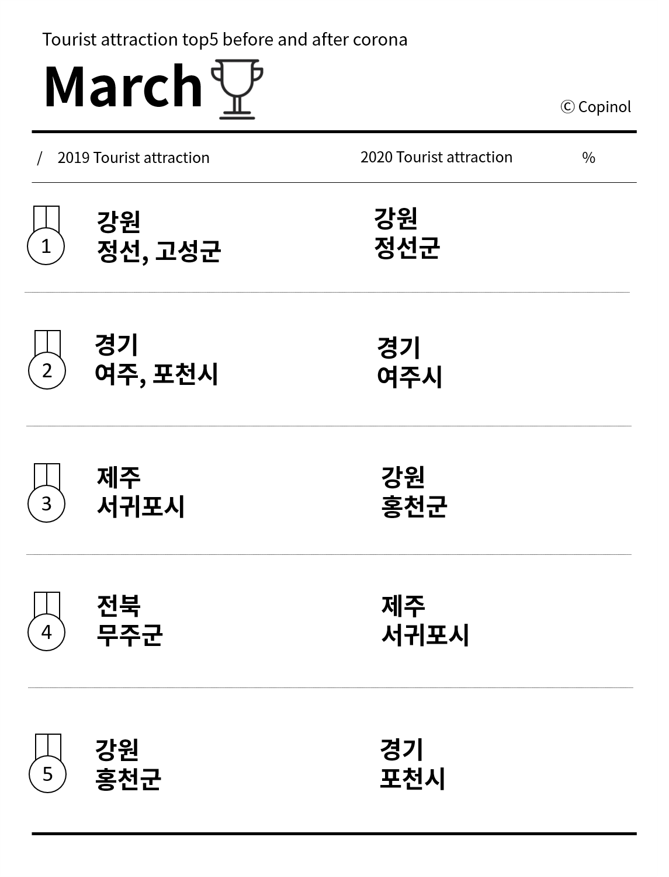 Tourist attraction top5 before and after corona
March
© Copinol
/ 2019 Tourist attraction 2020 Tourist attraction %
1
강원
정선, 고성군
강원
정선군
2
경기
여주, 포천시
경기
여주시
3
제주
서귀포시
강원
홍천군
4
전북
무주군
제주
서귀포시
5
강원
홍천군
경기
포천시